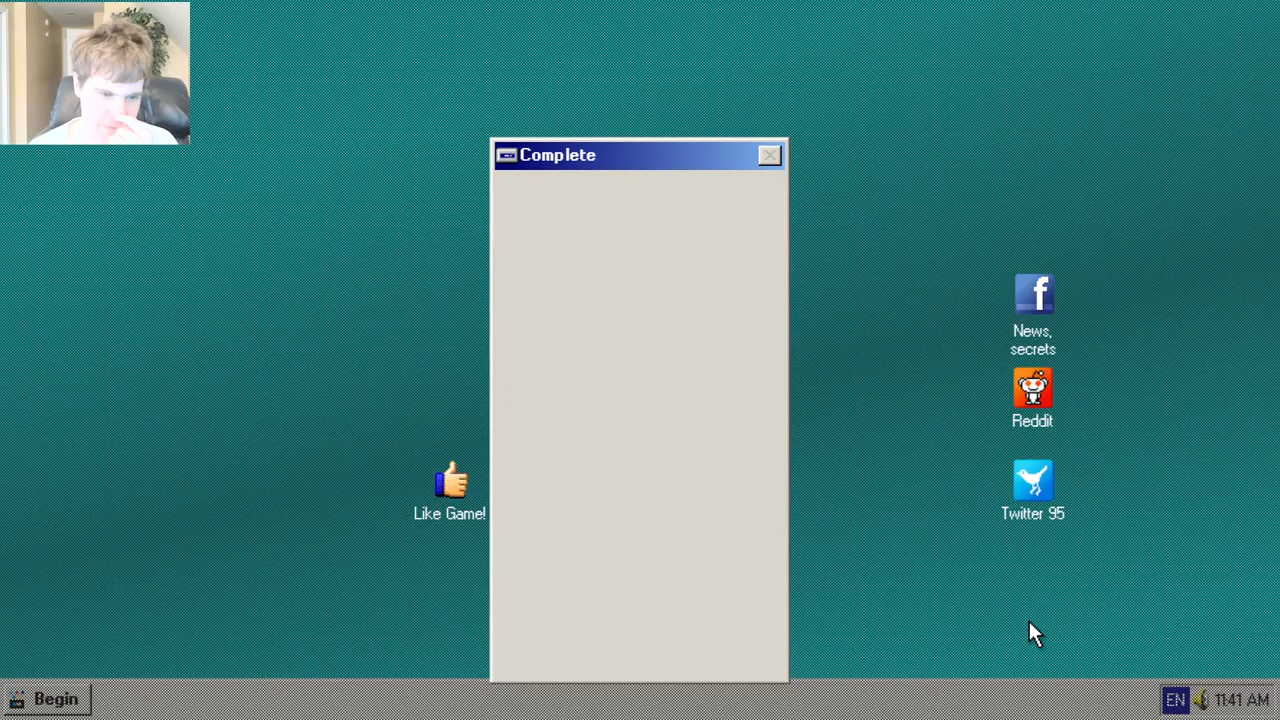 Complete
News,
secrets
Reddit
Like Game!
Twitter 95
Begin
EN
11:41 AM